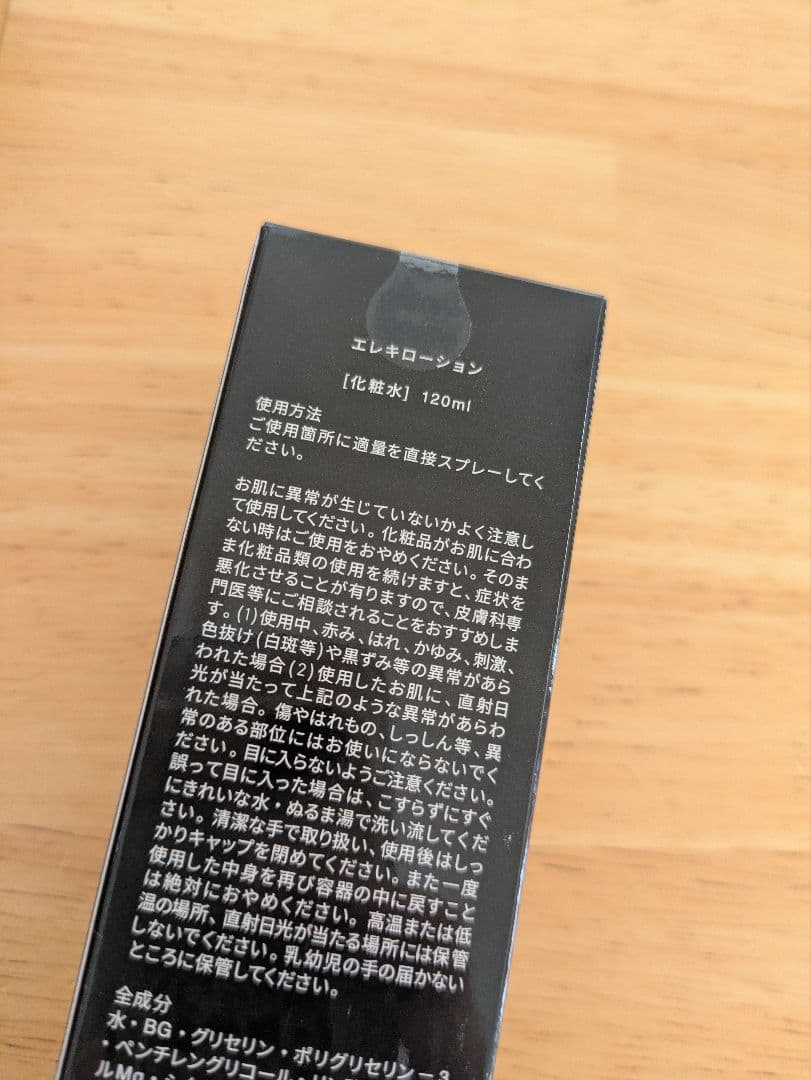 エレキローション
[化粧水] 120ml
使用方法
ご使用箇所に適量を直接スプレーしてく
ださい。
お肌に異常が生じていないかよく注意し
て使用してください。化粧品がお肌に合わ
ない時はご使用をおやめください。そのま
ま化粧品類の使用を続けますと、症状を
悪化させることが有りますので、皮膚科専
門医等にご相談されることをおすすめしま
す。(1)使用中、赤み、はれ、かゆみ、刺激、
色抜け(白斑等)や黒ずみ等の異常があら
われた場合(2)使用したお肌に、直射日
光が当たって上記のような異常があらわ
れた場合。傷やはれもの、しっしん等、異
常のある部位にはお使いにならないでく
ださい。目に入らないようご注意ください。
誤って目に入った場合は、こすらずにすぐ
にきれいな水・ぬるま湯で洗い流してくだ
さい。清潔な手で取り扱い、使用後はしっ
かりキャップを閉めてください。また一度
使用した中身を再び容器の中に戻すこと
は絶対におやめください。高温または低
温の場所、直射日光が当たる場所には保管
しないでください。乳幼児の手の届かない
ところに保管してください。
全成分
水・BG・グリセリン・ポリグリセリン－3
・ペンチレングリコール・
ルMg・